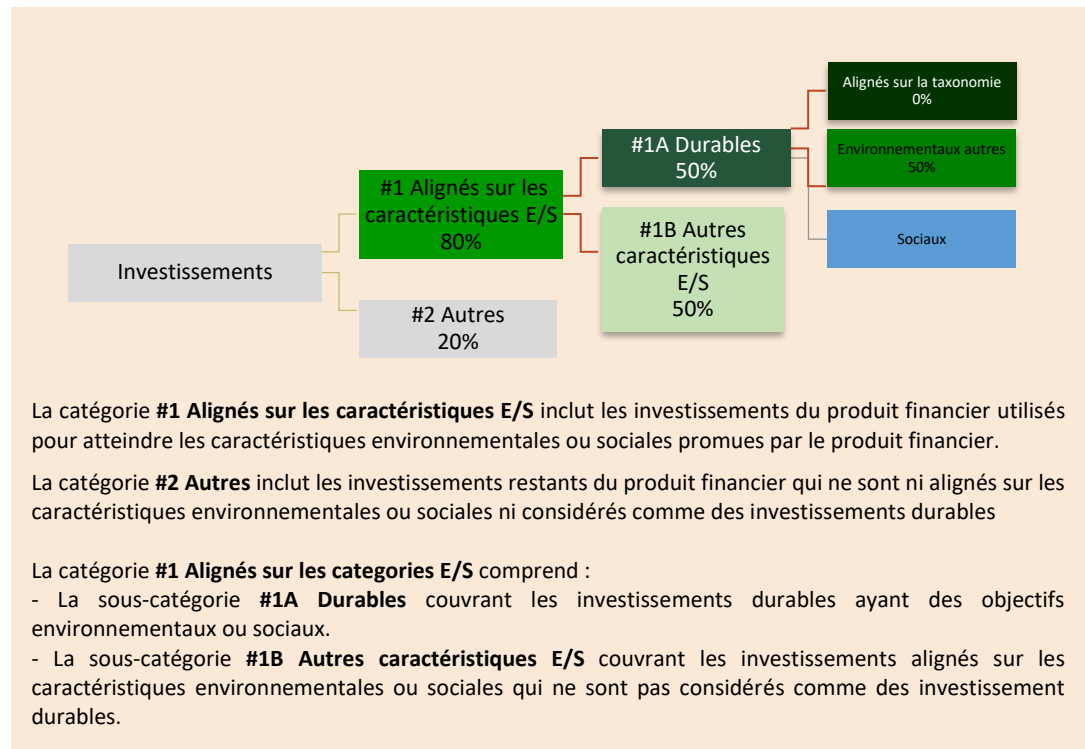 Alignés sur la taxonomie
0%
#1A Durables
50%
Environnementaux autres
50%
#1 Alignés sur les
caractéristiques E/S
80%
#1B Autres
caractéristiques
E/S
50%
Sociaux
Investissements
#2 Autres
20%
La catégorie #1 Alignés sur les caractéristiques E/S inclut les investissements du produit financier utilisés
pour atteindre les caractéristiques environnementales ou sociales promues par le produit financier.
La catégorie #2 Autres inclut les investissements restants du produit financier qui ne sont ni alignés sur les
caractéristiques environnementales ou sociales ni considérés comme des investissements durables
La catégorie #1 Alignés sur les categories E/S comprend :
- La sous-catégorie #1A Durables couvrant les investissements durables ayant des objectifs
environnementaux ou sociaux.
- La sous-catégorie #1B Autres caractéristiques E/S couvrant les investissements alignés sur les
caractéristiques environnementales ou sociales qui ne sont pas considérés comme des investissement
durables.